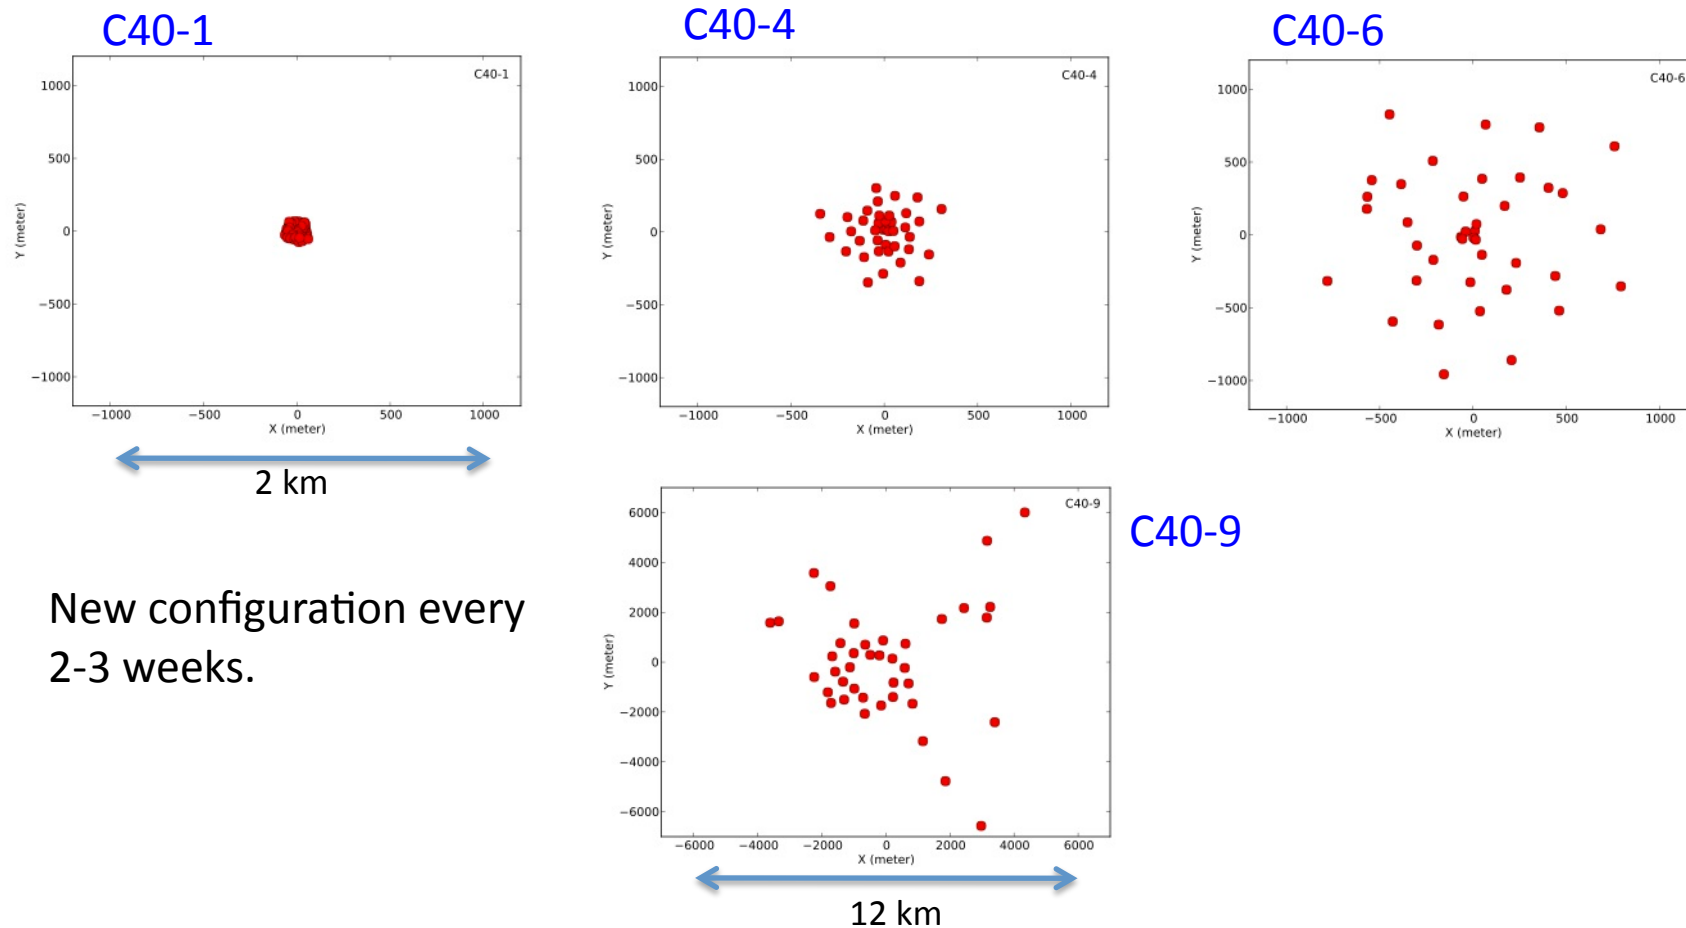 C40-1
C40-4
C40-6
C40-1
1000
500
0
−500
−1000
Y (meter)
−1000 −500 0 500 1000
X (meter)
C40-4
1000
500
0
−500
−1000
Y (meter)
−1000 −500 0 500 1000
X (meter)
C40-6
1000
500
0
−500
−1000
Y (meter)
−1000 −500 0 500 1000
X (meter)
2 km
C40-9
6000
4000
2000
0
−2000
−4000
−6000
Y (meter)
−6000 −4000 −2000 0 2000 4000 6000
X (meter)
C40-9
New configuration every
2-3 weeks.
12 km